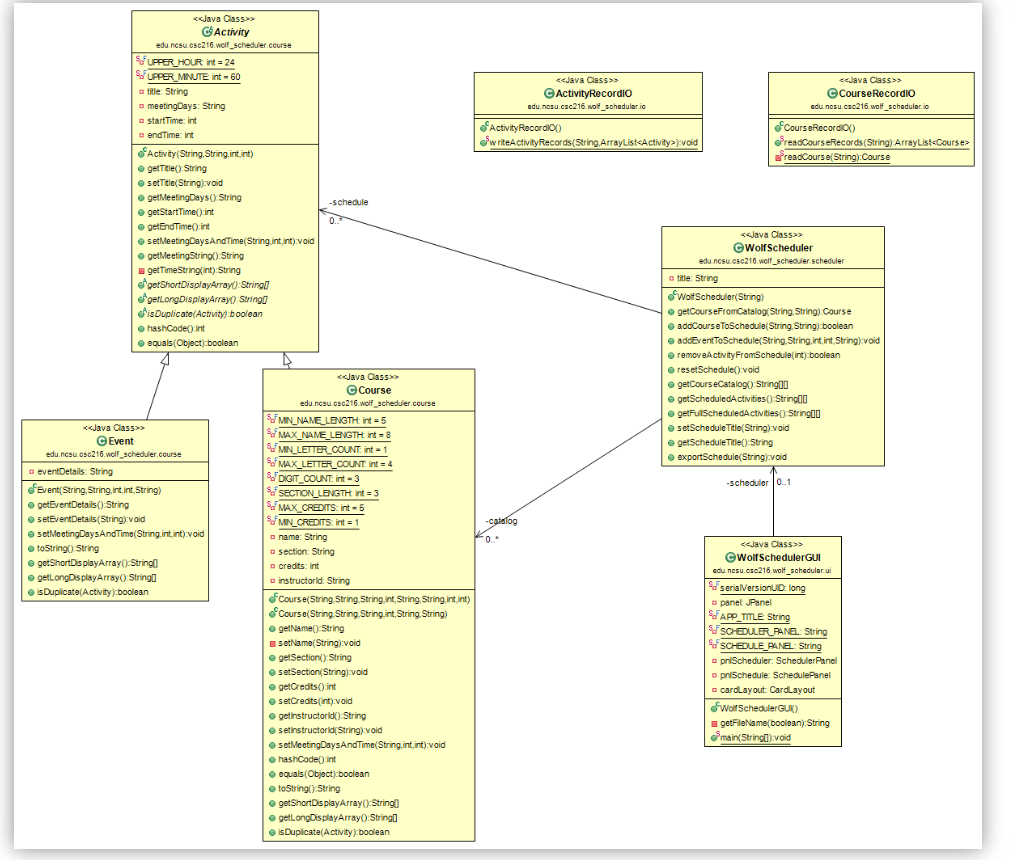 <<Java Class>>
Activity
edu.ncsu.csc216.wolf_scheduler.course
UPPER_HOUR: int = 24
UPPER_MINUTE: int = 60
title: String
meetingDays: String
startTime: int
endTime: int
Activity(String,String,int,int)
getTitle():String
setTitle(String):void
getMeetingDays():String
getStartTime():int
getEndTime():int
setMeetingDaysAndTime(String,int,int):void
getMeetingString():String
getTimeString(int):String
getShortDisplayArray():String[]
getLongDisplayArray():String[]
isDuplicate(Activity):boolean
hashCode():int
equals(Object):boolean
<<Java Class>>
ActivityRecordIO
edu.ncsu.csc216.wolf_scheduler.io
ActivityRecordIO()
writeActivityRecords(String,ArrayList<Activity>):void
<<Java Class>>
CourseRecordIO
edu.ncsu.csc216.wolf_scheduler.io
CourseRecordIO()
readCourseRecords(String):ArrayList<Course>
readCourse(String):Course
-schedule
0..*
<<Java Class>>
WolfScheduler
edu.ncsu.csc216.wolf_scheduler.scheduler
title: String
WolfScheduler(String)
getCourseFromCatalog(String,String):Course
addCourseToSchedule(String,String):boolean
addEventToSchedule(String,String,int,int,String):void
removeActivityFromSchedule(int):boolean
resetSchedule():void
getCourseCatalog():String[][]
getScheduledActivities():String[][]
getFullScheduledActivities():String[][]
setScheduleTitle(String):void
getScheduleTitle():String
exportSchedule(String):void
<<Java Class>>
Event
edu.ncsu.csc216.wolf_scheduler.course
eventDetails: String
Event(String,String,int,int,String)
getEventDetails():String
setEventDetails(String):void
setMeetingDaysAndTime(String,int,int):void
toString():String
getShortDisplayArray():String[]
getLongDisplayArray():String[]
isDuplicate(Activity):boolean
<<Java Class>>
Course
edu.ncsu.csc216.wolf_scheduler.course
MIN_NAME_LENGTH: int = 5
MAX_NAME_LENGTH: int = 8
MIN_LETTER_COUNT: int = 1
MAX_LETTER_COUNT: int = 4
DIGIT_COUNT: int = 3
SECTION_LENGTH: int = 3
MAX_CREDITS: int = 5
MIN_CREDITS: int = 1
name: String
section: String
credits: int
instructorId: String
Course(String,String,String,int,String,String,int,int)
Course(String,String,String,int,String,String)
getName():String
setName(String):void
getSection():String
setSection(String):void
getCredits():int
setCredits(int):void
getInstructorId():String
setInstructorId(String):void
setMeetingDaysAndTime(String,int,int):void
hashCode():int
equals(Object):boolean
toString():String
getShortDisplayArray():String[]
getLongDisplayArray():String[]
isDuplicate(Activity):boolean
-catalog
0..*
-scheduler
0..1
<<Java Class>>
WolfSchedulerGUI
edu.ncsu.csc216.wolf_scheduler.ui
serialVersionUID: long
panel: JPanel
APP_TITLE: String
SCHEDULER_PANEL: String
SCHEDULE_PANEL: String
pnlScheduler: SchedulerPanel
pnlSchedule: SchedulePanel
cardLayout: CardLayout
WolfSchedulerGUI()
getFileName(boolean):String
main(String[]):void